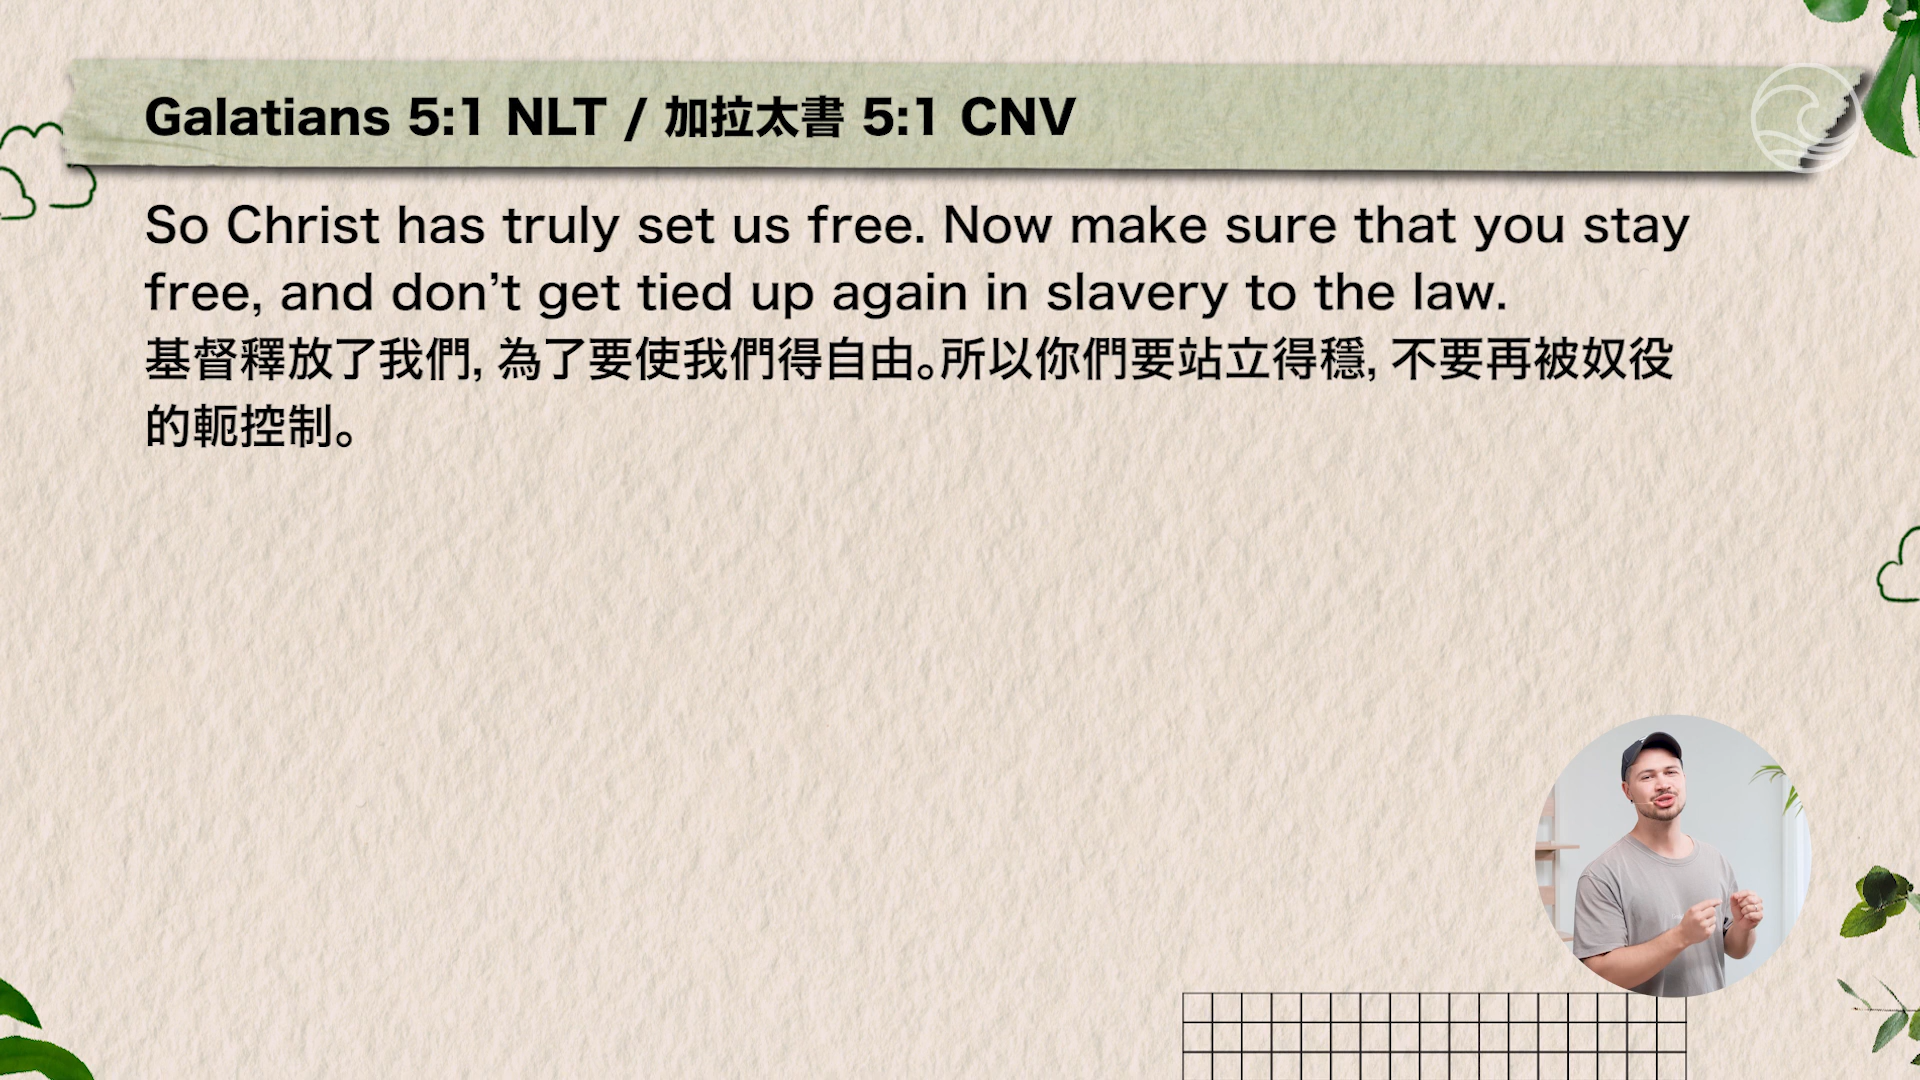 Galatians 5:1 NLT / 加拉太書 5:1 CNV
So Christ has truly set us free. Now make sure that you stay
free, and don’t get tied up again in slavery to the law.
基督釋放了我們, 為了要使我們得自由。所以你們要站立得穩, 不要再被奴役
的軛控制。